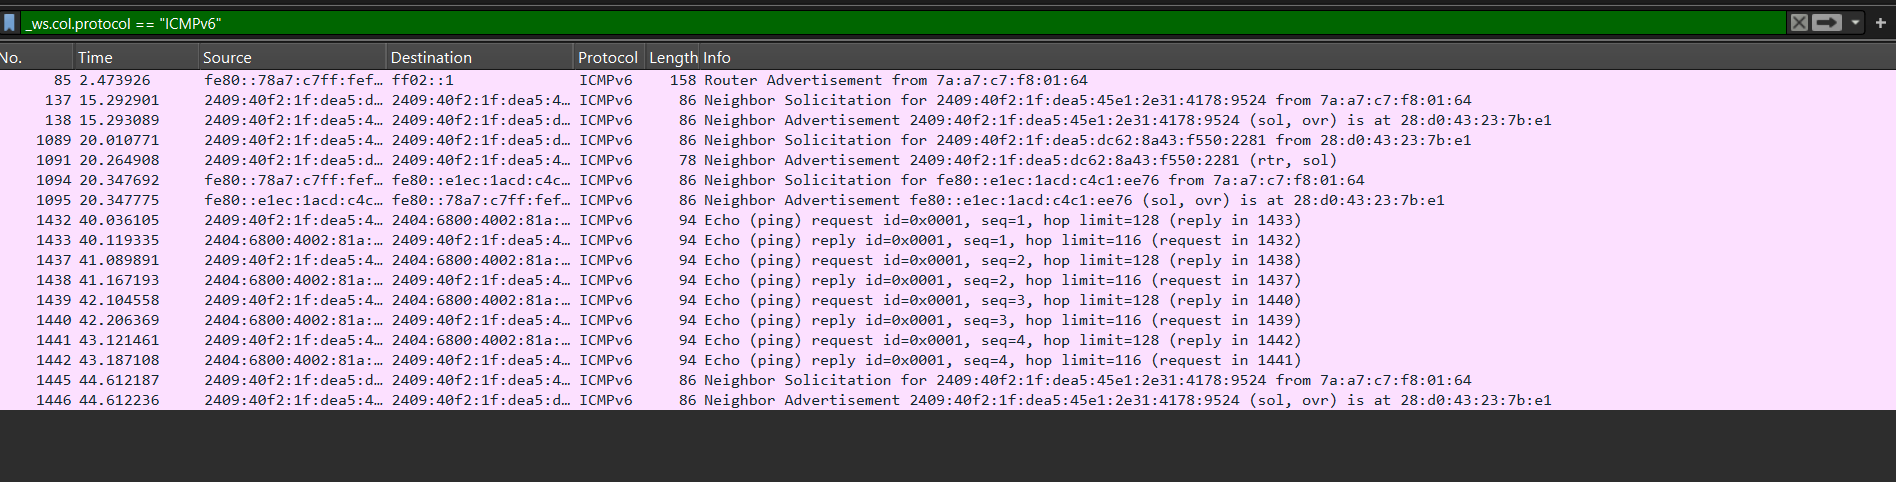 _ws.col.protocol == "ICMPv6"
No. Time Source Destination Protocol Length Info
85 2.473926 fe80::78a7:c7ff:fef… ff02::1 ICMPv6 158 Router Advertisement from 7a:a7:c7:f8:01:64
137 15.292901 2409:40f2:1f:dea5:d… 2409:40f2:1f:dea5:4… ICMPv6 86 Neighbor Solicitation for 2409:40f2:1f:dea5:45e1:2e31:4178:9524 from 7a:a7:c7:f8:01:64
138 15.293089 2409:40f2:1f:dea5:4… 2409:40f2:1f:dea5:d… ICMPv6 86 Neighbor Advertisement 2409:40f2:1f:dea5:45e1:2e31:4178:9524 (sol, ovr) is at 28:d0:43:23:7b:e1
1089 20.010771 2409:40f2:1f:dea5:4… 2409:40f2:1f:dea5:d… ICMPv6 86 Neighbor Solicitation for 2409:40f2:1f:dea5:dc62:8a43:f550:2281 from 28:d0:43:23:7b:e1
1091 20.264908 2409:40f2:1f:dea5:d… 2409:40f2:1f:dea5:4… ICMPv6 78 Neighbor Advertisement 2409:40f2:1f:dea5:dc62:8a43:f550:2281 (rtr, sol)
1094 20.347692 fe80::78a7:c7ff:fef… fe80::e1ec:1acd:c4c… ICMPv6 86 Neighbor Solicitation for fe80::e1ec:1acd:c4c1:ee76 from 7a:a7:c7:f8:01:64
1095 20.347775 fe80::e1ec:1acd:c4c… fe80::78a7:c7ff:fef… ICMPv6 86 Neighbor Advertisement fe80::e1ec:1acd:c4c1:ee76 (sol, ovr) is at 28:d0:43:23:7b:e1
1432 40.036105 2409:40f2:1f:dea5:4… 2404:6800:4002:81a:… ICMPv6 94 Echo (ping) request id=0x0001, seq=1, hop limit=128 (reply in 1433)
1433 40.119335 2404:6800:4002:81a:… 2409:40f2:1f:dea5:4… ICMPv6 94 Echo (ping) reply id=0x0001, seq=1, hop limit=116 (request in 1432)
1437 41.089891 2409:40f2:1f:dea5:4… 2404:6800:4002:81a:… ICMPv6 94 Echo (ping) request id=0x0001, seq=2, hop limit=128 (reply in 1438)
1438 41.167193 2404:6800:4002:81a:… 2409:40f2:1f:dea5:4… ICMPv6 94 Echo (ping) reply id=0x0001, seq=2, hop limit=116 (request in 1437)
1439 42.104558 2409:40f2:1f:dea5:4… 2404:6800:4002:81a:… ICMPv6 94 Echo (ping) request id=0x0001, seq=3, hop limit=128 (reply in 1440)
1440 42.206369 2404:6800:4002:81a:… 2409:40f2:1f:dea5:4… ICMPv6 94 Echo (ping) reply id=0x0001, seq=3, hop limit=116 (request in 1439)
1441 43.121461 2409:40f2:1f:dea5:4… 2404:6800:4002:81a:… ICMPv6 94 Echo (ping) request id=0x0001, seq=4, hop limit=128 (reply in 1442)
1442 43.187108 2404:6800:4002:81a:… 2409:40f2:1f:dea5:4… ICMPv6 94 Echo (ping) reply id=0x0001, seq=4, hop limit=116 (request in 1441)
1445 44.612187 2409:40f2:1f:dea5:d… 2409:40f2:1f:dea5:4… ICMPv6 86 Neighbor Solicitation for 2409:40f2:1f:dea5:45e1:2e31:4178:9524 from 7a:a7:c7:f8:01:64
1446 44.612236 2409:40f2:1f:dea5:4… 2409:40f2:1f:dea5:d… ICMPv6 86 Neighbor Advertisement 2409:40f2:1f:dea5:45e1:2e31:4178:9524 (sol, ovr) is at 28:d0:43:23:7b:e1